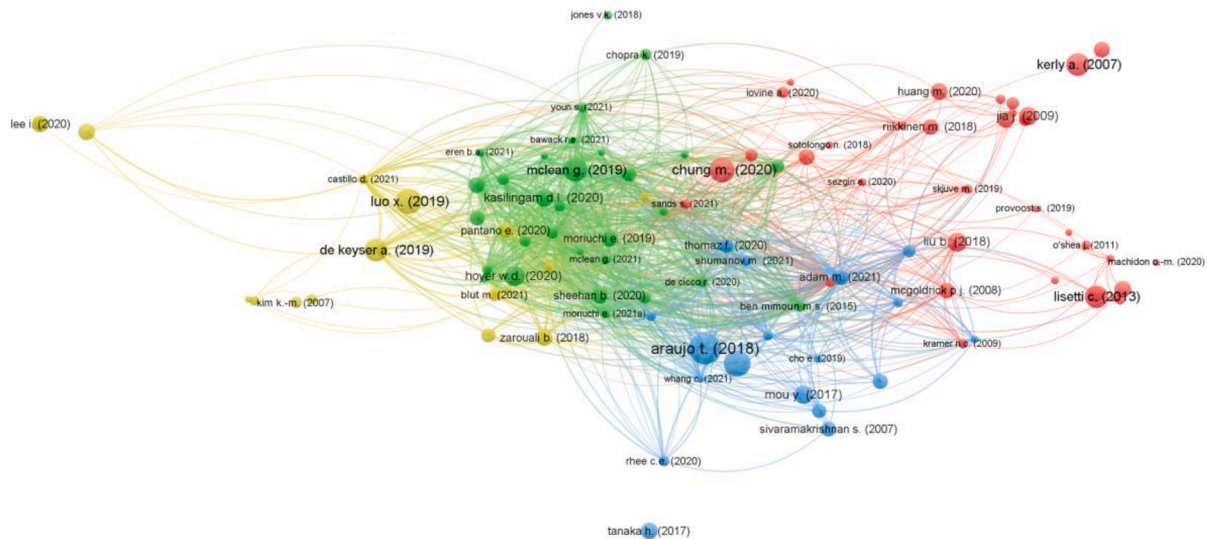 jones v.k. (2018)
chopra k. (2019)
kerly a. (2007)
iovine a. (2020)
huang m. (2020)
youn s. (2021)
jia j. (2009)
lee i. (2020)
riikkinen m. (2018)
bawack r.e. (2021)
sotolongo n. (2018)
eren b.a. (2021)
mclean g. (2019)
chung m. (2020)
castillo d. (2021)
sezgin e. (2020)
skjuve m. (2019)
luo x. (2019)
kasilingam d.l. (2020)
sands s. (2021)
provoost s. (2019)
pantano e. (2020)
moriuchi e. (2019)
thomaz f. (2020)
liu b. (2018)
o'shea j. (2011)
de keyser a. (2019)
mclean g. (2021)
shumanov m. (2021)
machidon o.-m. (2020)
hoyer w.d. (2020)
de cicco r. (2020)
adam m. (2021)
blut m. (2021)
sheehan b. (2020)
mcgoldrick p.j. (2008)
lisetti c. (2013)
kim k.-m. (2007)
ben mimoun m.s. (2015)
moriuchi e. (2021a)
zarouali b. (2018)
araujo t. (2018)
kramer n.c. (2009)
cho e. (2019)
whang c. (2021)
mou y. (2017)
sivaramakrishnan s. (2007)
rhee c.e. (2020)
tanaka h. (2017)